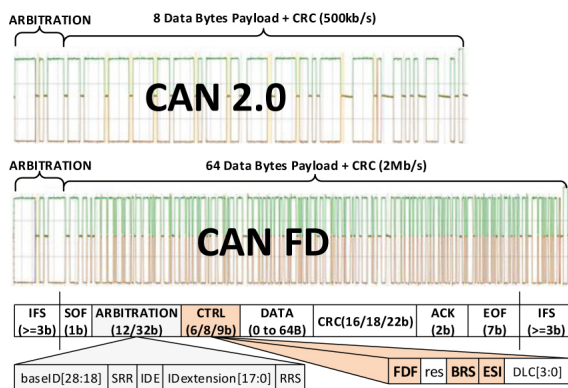 ARBITRATION 8 Data Bytes Payload + CRC (500kb/s)
CAN 2.0
ARBITRATION 64 Data Bytes Payload + CRC (2Mb/s)
CAN FD
IFS SOF ARBITRATION CTRL DATA CRC(16/18/22b) ACK EOF IFS
(>=3b) (1b) (12/32b) (6/8/9b) (0 to 64B) (2b) (7b) (>=3b)
FDF res BRS ESI DLC[3:0]
baseID[28:18] SRR IDE IDextension[17:0] RRS